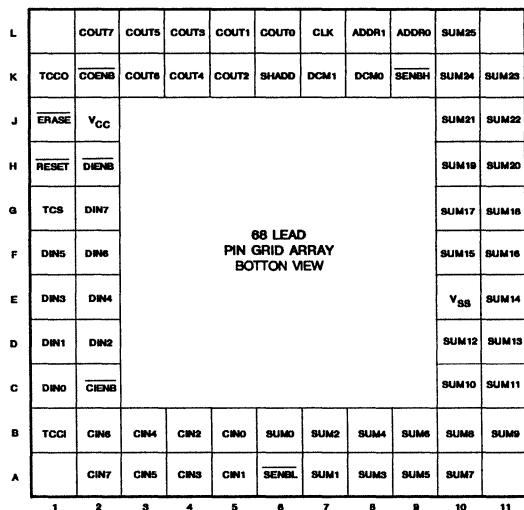 L COUT7 COUT5 COUT3 COUT1 COUT0 CLK ADDR1 ADDR0 SUM25
K TCCO COENB COUT6 COUT4 COUT2 SHADD DCM1 DCM0 SENBH SUM24 SUM23
J ERASE VCC SUM21 SUM22
H RESET DIENB SUM19 SUM20
G TCS DIN7 SUM17 SUM18
68 LEAD
PIN GRID ARRAY
BOTTON VIEW
F DIN5 DIN6 SUM15 SUM16
E DIN3 DIN4 VSS SUM14
D DIN1 DIN2 SUM12 SUM13
C DIN0 CIENB SUM10 SUM11
B TCCI CIN6 CIN4 CIN2 CIN0 SUM0 SUM2 SUM4 SUM6 SUM8 SUM9
A CIN7 CIN5 CIN3 CIN1 SENBL SUM1 SUM3 SUM5 SUM7
1 2 3 4 5 6 7 8 9 10 11